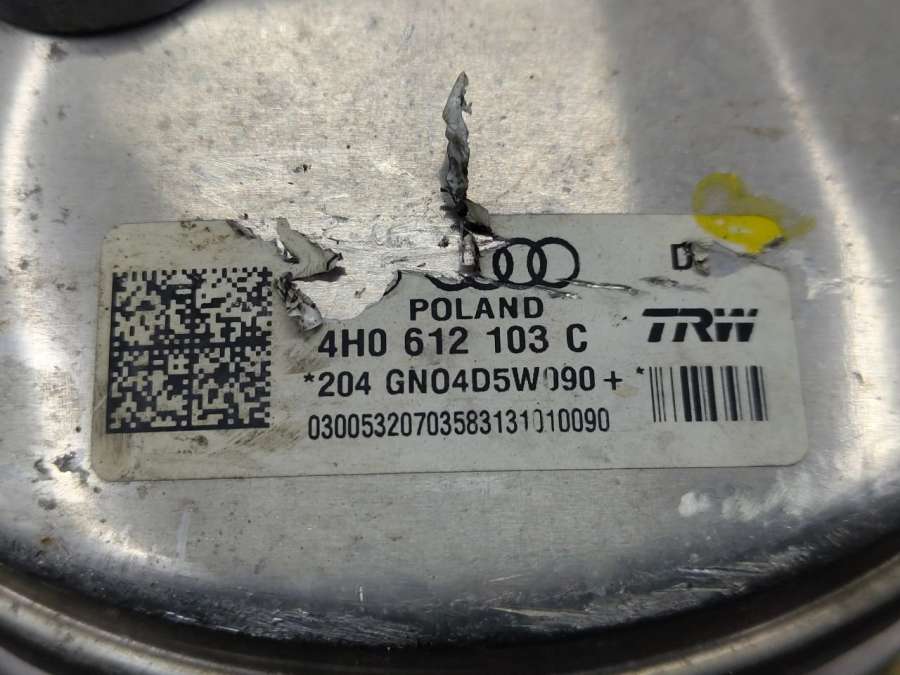 D
POLAND
TRW
4H0 612 103 C
*204 GN04D5W090+ *
03005320703583131010090